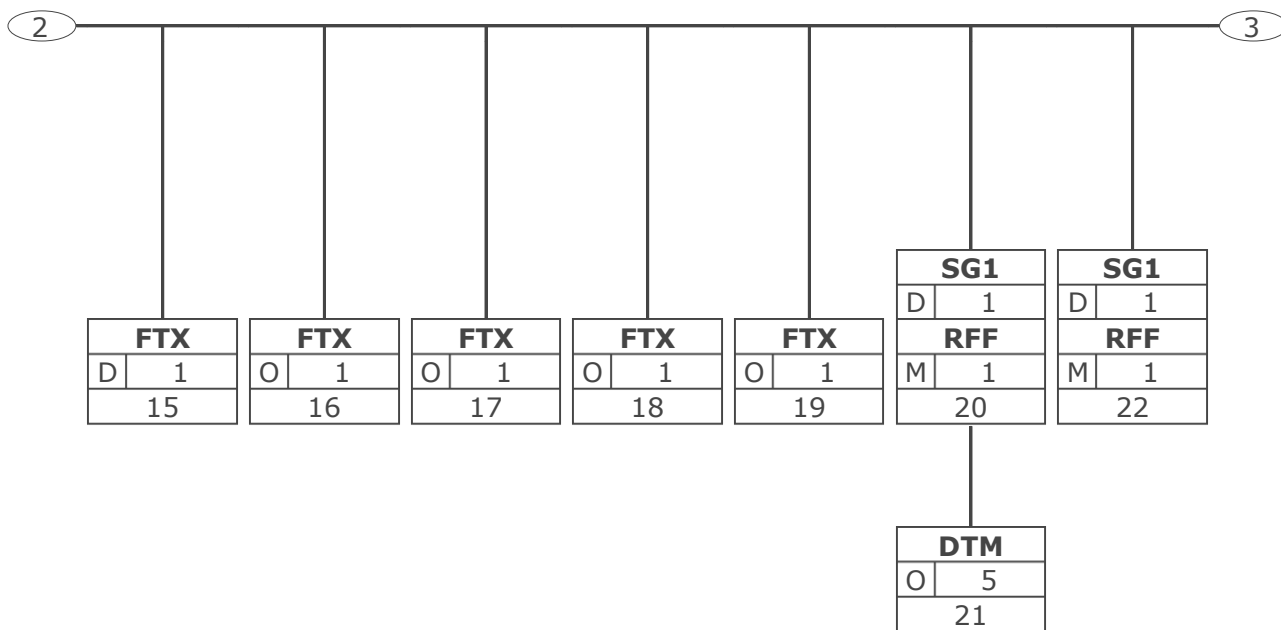 2
3
SG1 SG1
D 1 D 1
FTX FTX FTX FTX FTX RFF RFF
D 1 O 1 O 1 O 1 O 1 M 1 M 1
15 16 17 18 19 20 22
DTM
O 5
21